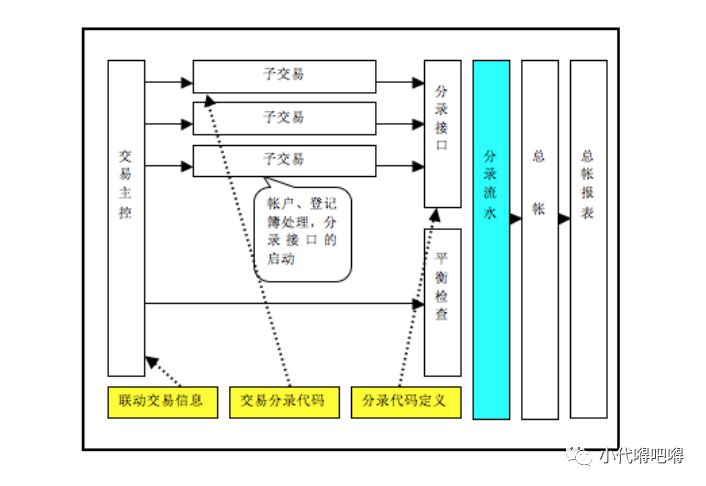 子交易
子交易
子交易
交易主控
分录接口
分录流水
总帐
总帐报表
帐户、登记
簿处理，分
录接口的
启动
平衡检查
联动交易信息
交易分录代码
分录代码定义
小代嘚吧嘚